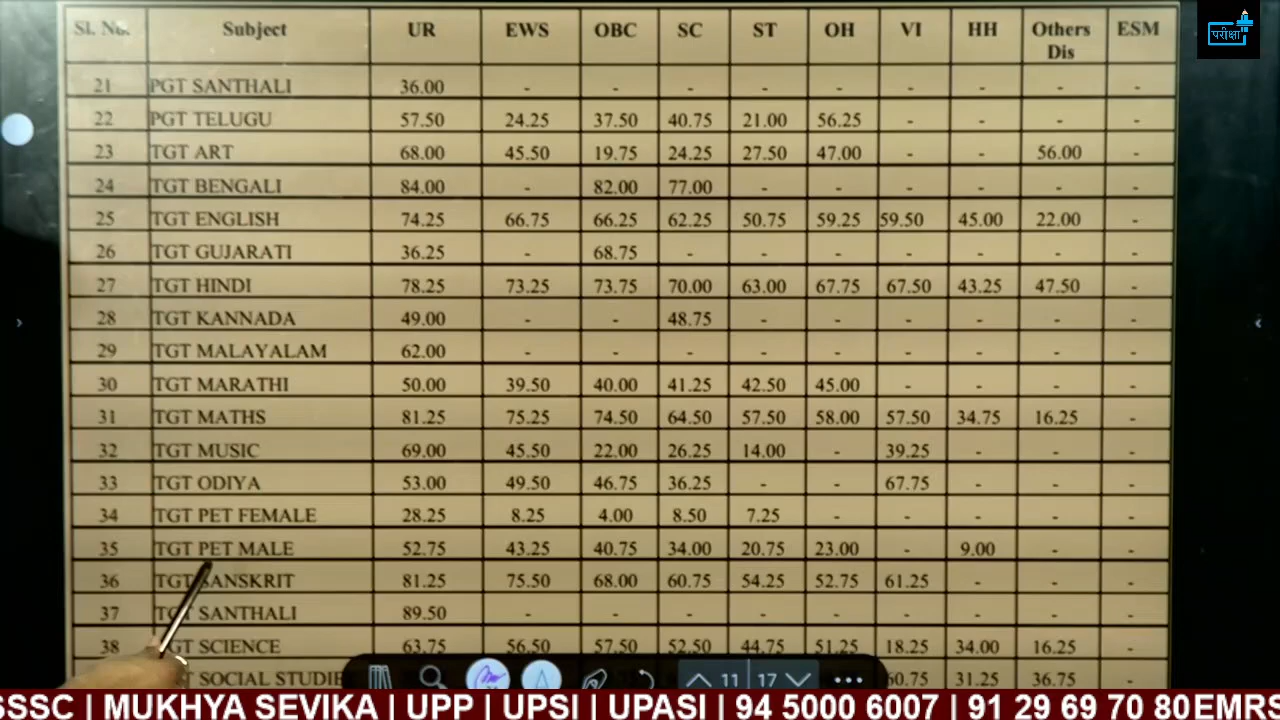 Sl. No. Subject UR EWS OBC SC ST OH VI HH Others Dis ESM
परीक्षा
21 PGT SANTHALI 36.00 - - - - - - - - -
22 PGT TELUGU 57.50 24.25 37.50 40.75 21.00 56.25 - - - -
23 TGT ART 68.00 45.50 19.75 24.25 27.50 47.00 - - 56.00 -
24 TGT BENGALI 84.00 - 82.00 77.00 - - - - - -
25 TGT ENGLISH 74.25 66.75 66.25 62.25 50.75 59.25 59.50 45.00 22.00 -
26 TGT GUJARATI 36.25 - 68.75 - - - - - - -
27 TGT HINDI 78.25 73.25 73.75 70.00 63.00 67.75 67.50 43.25 47.50 -
28 TGT KANNADA 49.00 - - 48.75 - - - - - -
29 TGT MALAYALAM 62.00 - - - - - - - - -
30 TGT MARATHI 50.00 39.50 40.00 41.25 42.50 45.00 - - - -
31 TGT MATHS 81.25 75.25 74.50 64.50 57.50 58.00 57.50 34.75 16.25 -
32 TGT MUSIC 69.00 45.50 22.00 26.25 14.00 - 39.25 - - -
33 TGT ODIYA 53.00 49.50 46.75 36.25 - - 67.75 - - -
34 TGT PET FEMALE 28.25 8.25 4.00 8.50 7.25 - - - - -
35 TGT PET MALE 52.75 43.25 40.75 34.00 20.75 23.00 - 9.00 - -
36 TGT SANSKRIT 81.25 75.50 68.00 60.75 54.25 52.75 61.25 - - -
37 TGT SANTHALI 89.50 - - - - - - - - -
38 TGT SCIENCE 63.75 56.50 57.50 52.50 44.75 51.25 18.25 34.00 16.25 -
SOCIAL STUDIE 60.75 31.25 36.75 -
11 17
SSSC | MUKHYA SEVIKA | UPP | UPSI | UPASI | 94 5000 6007 | 91 29 69 70 80 EMRS